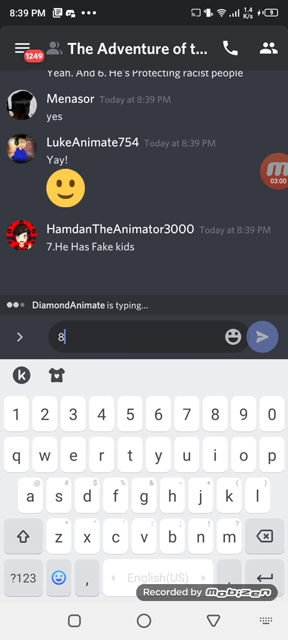 8:39 PM
1.4
K/s
9
1249
The Adventure of t...
Yeah. And 6. He's Protecting racist people
Menasor Today at 8:39 PM
yes
LukeAnimate754 Today at 8:39 PM
Yay!
03:00
HamdanTheAnimator3000 Today at 8:39 PM
7.He Has Fake kids
DiamondAnimate is typing...
8
k
1 2 3 4 5 6 7 8 9 0
q w e r t y u i o p
@ # $ % & - + ( )
a s d f g h j k l
* " ' : ; ! ?
z x c v b n m
?123 , English(US) .
Recorded by mobizen